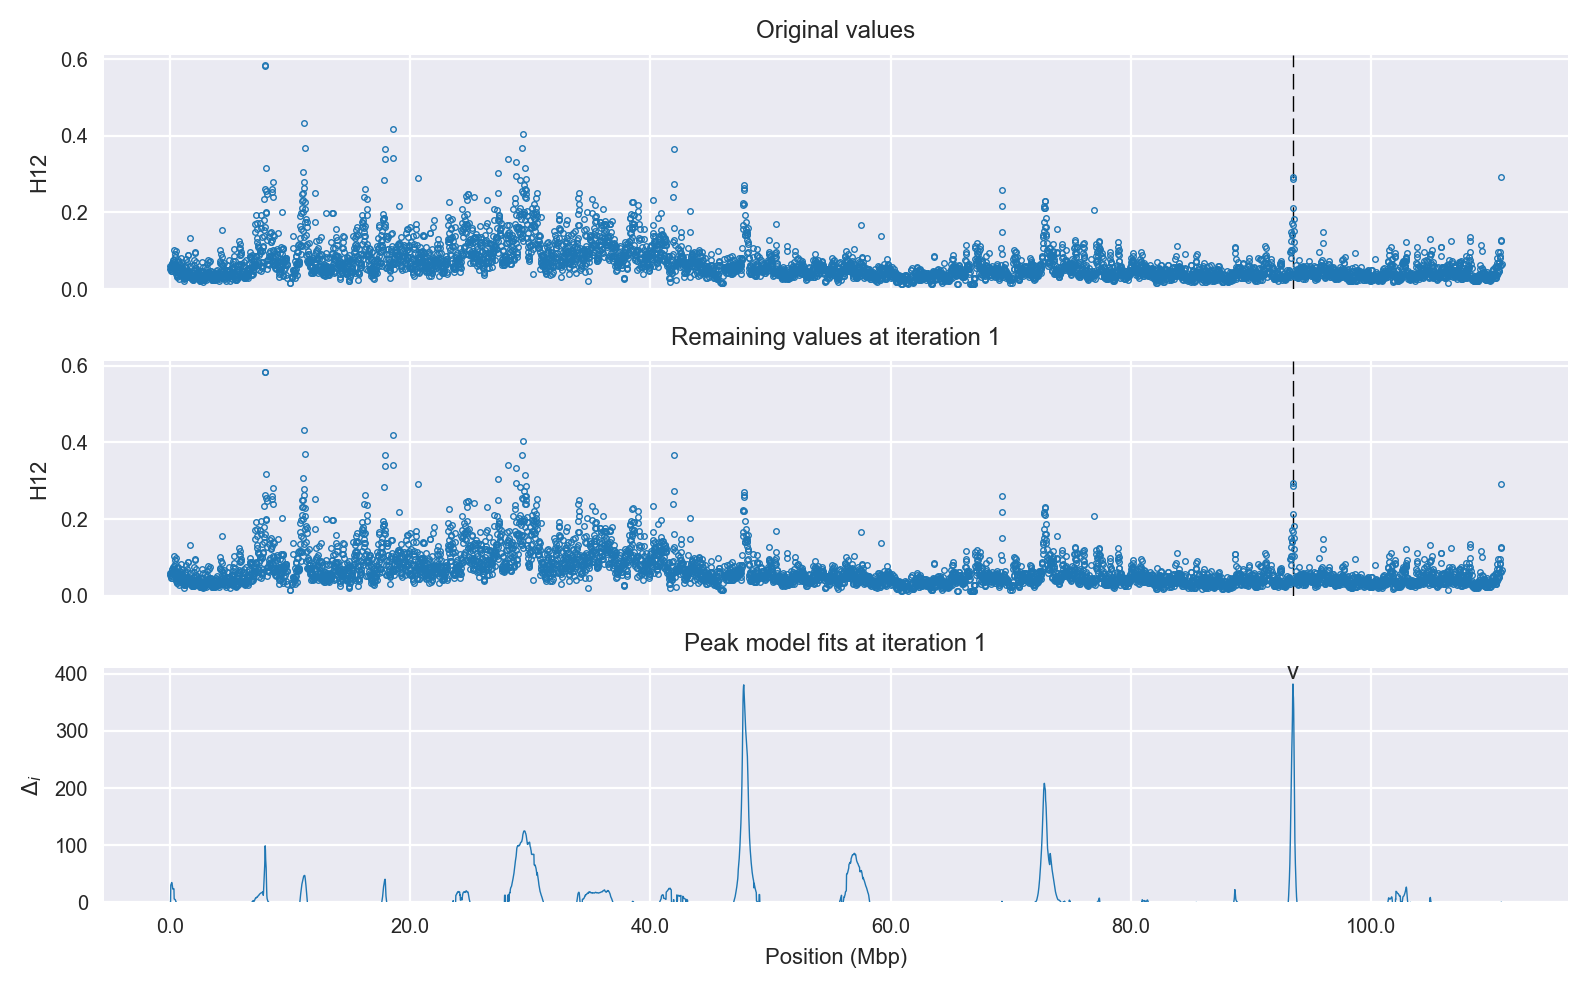 Original values
0.6
0.4
0.2
0.0
H12
Remaining values at iteration 1
0.6
0.4
0.2
0.0
H12
Peak model fits at iteration 1
v
400
300
200
100
0
Δi
0.0 20.0 40.0 60.0 80.0 100.0
Position (Mbp)